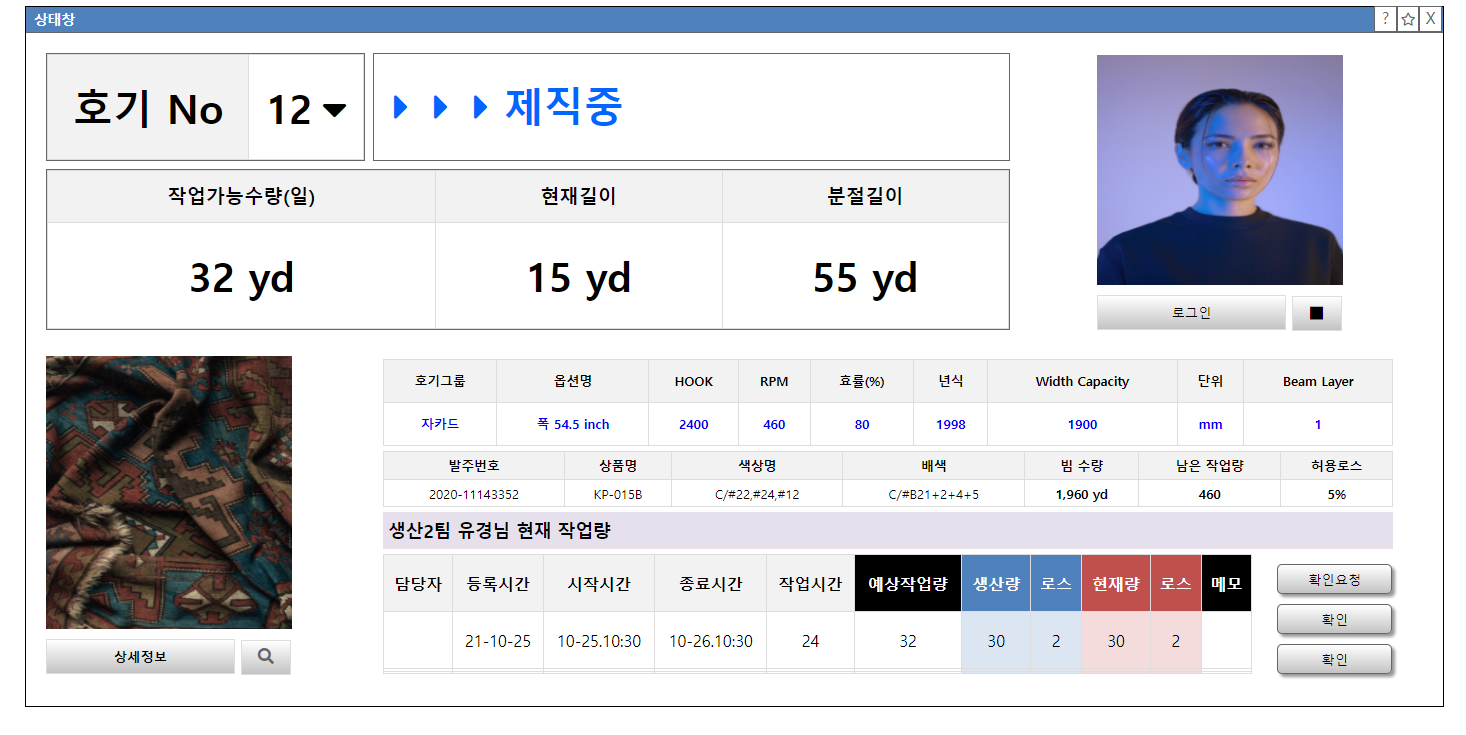 상태창 ? X
호기 No 12 제직중
작업가능수량(일) 현재길이 분절길이
32 yd 15 yd 55 yd
로그인
호기그룹 옵션명 HOOK RPM 효률(%) 년식 Width Capacity 단위 Beam Layer
자카드 폭 54.5 inch 2400 460 80 1998 1900 mm 1
발주번호 상품명 색상명 배색 빔 수량 남은 작업량 허용로스
2020-11143352 KP-015B C/#22,#24,#12 C/#B21+2+4+5 1,960 yd 460 5%
생산2팀 유경님 현재 작업량
담당자 등록시간 시작시간 종료시간 작업시간 예상작업량 생산량 로스 현재량 로스 메모
21-10-25 10-25.10:30 10-26.10:30 24 32 30 2 30 2
확인요청
확인
확인
상세정보